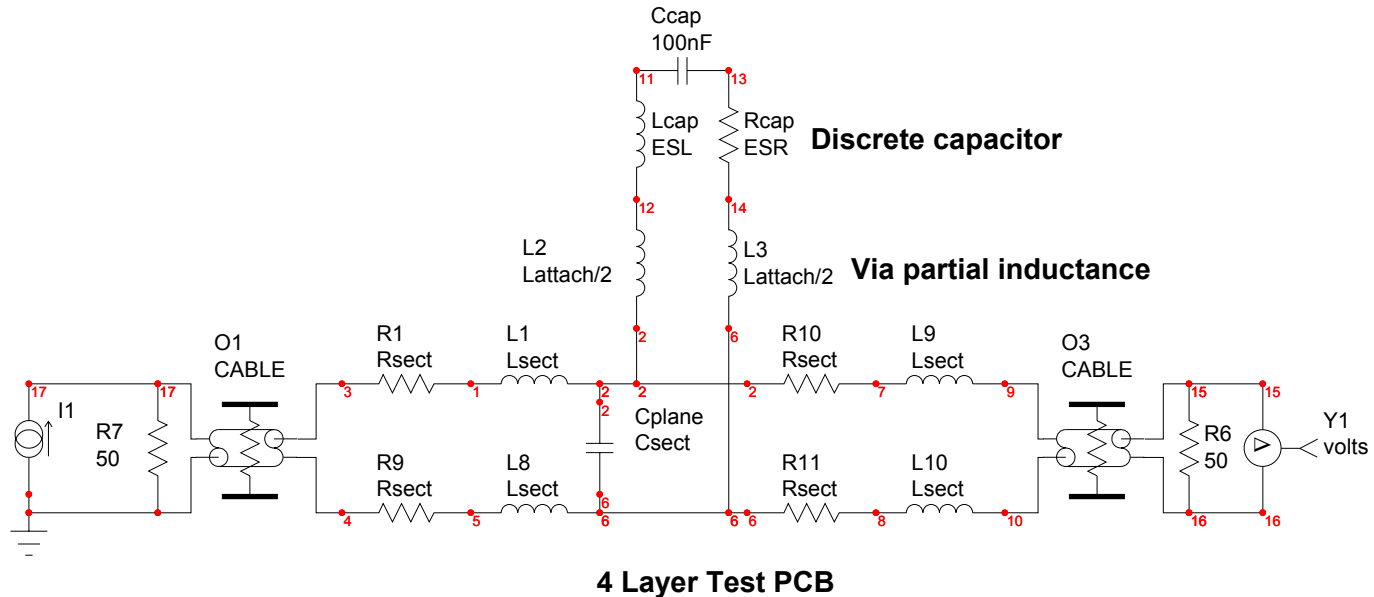 Ccap
100nF
11
13
Lcap
ESL
Rcap
ESR
Discrete capacitor
12
14
L2
Lattach/2
L3
Lattach/2
Via partial inductance
2
6
O1
CABLE
R1
Rsect
L1
Lsect
R10
Rsect
L9
Lsect
O3
CABLE
17
17
3
1
2
2
2
7
9
15
15
2
I1
R7
50
Cplane
Csect
R6
50
Y1
volts
R9
Rsect
L8
Lsect
R11
Rsect
L10
Lsect
6
4
5
6
6
6
8
10
16
16
4 Layer Test PCB